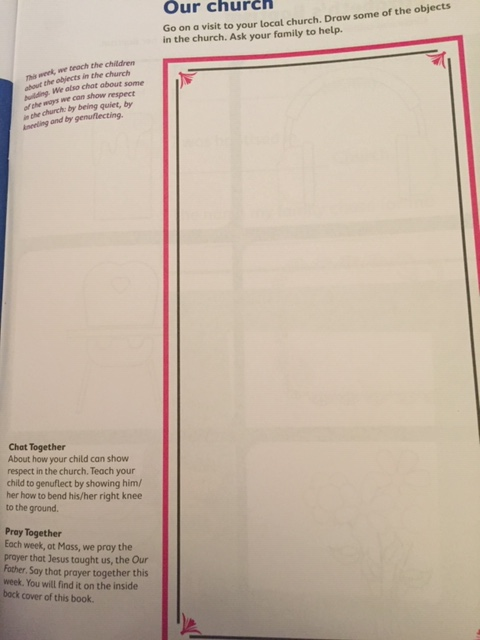 Our church
Go on a visit to your local church. Draw some of the objects
in the church. Ask your family to help.
This week, we teach the children
about the objects in the church
building. We also chat about some
of the ways we can show respect
in the church: by being quiet, by
kneeling and by genuflecting.
Chat Together
About how your child can show
respect in the church. Teach your
child to genuflect by showing him/
her how to bend his/her right knee
to the ground.
Pray Together
Each week, at Mass, we pray the
prayer that Jesus taught us, the Our
Father. Say that prayer together this
week. You will find it on the inside
back cover of this book.